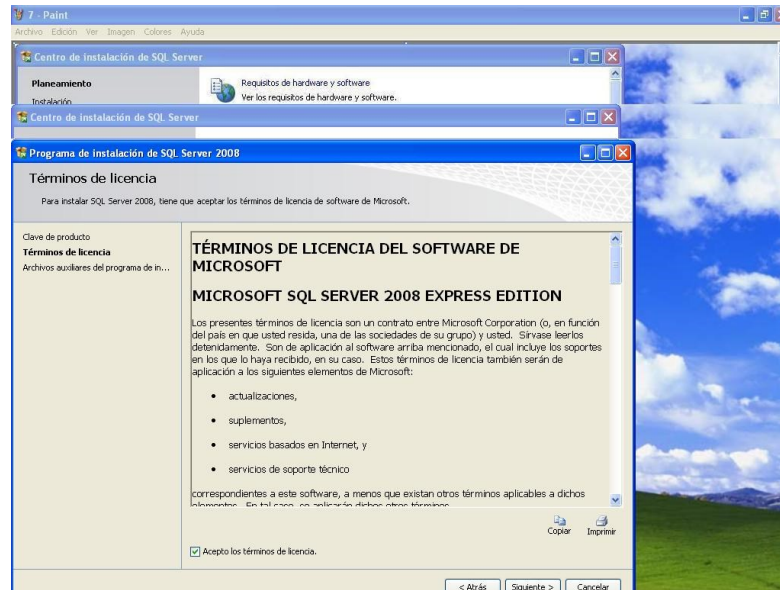 7 - Paint
Archivo Edición Ver Imagen Colores Ayuda
Centro de instalación de SQL Server
Planeamiento
Instalación
Requisitos de hardware y software
Ver los requisitos de hardware y software.
Centro de instalación de SQL Server
Programa de instalación de SQL Server 2008
Términos de licencia
Para instalar SQL Server 2008, tiene que aceptar los términos de licencia de software de Microsoft.
Clave de producto
Términos de licencia
Archivos auxiliares del programa de in...
TÉRMINOS DE LICENCIA DEL SOFTWARE DE
MICROSOFT
MICROSOFT SQL SERVER 2008 EXPRESS EDITION
Los presentes términos de licencia son un contrato entre Microsoft Corporation (o, en función
del país en que usted resida, una de las sociedades de su grupo) y usted. Sírvase leerlos
detenidamente. Son de aplicación al software arriba mencionado, el cual incluye los soportes
en los que lo haya recibido, en su caso. Estos términos de licencia también serán de
aplicación a los siguientes elementos de Microsoft:
• actualizaciones,
• suplementos,
• servicios basados en Internet, y
• servicios de soporte técnico
correspondientes a este software, a menos que existan otros términos aplicables a dichos
elementos. En tal caso, se aplicarán dichos otros términos.
Copiar Imprimir
Acepto los términos de licencia.
< Atrás Siguiente > Cancelar